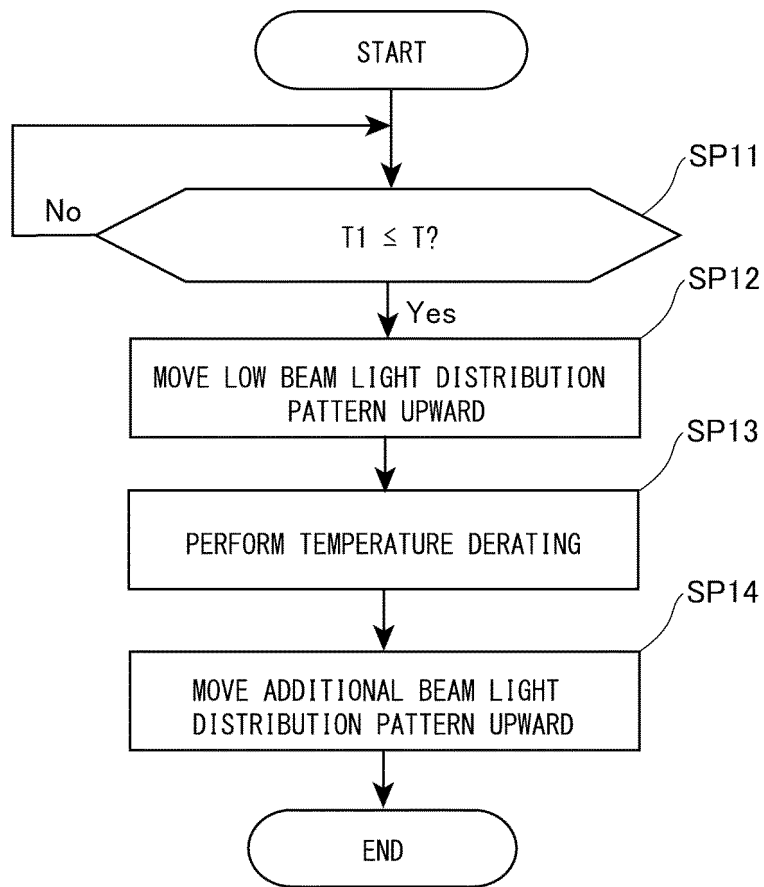 START
SP11
No
T1 ≦ T?
SP12
Yes
MOVE LOW BEAM LIGHT DISTRIBUTION
PATTERN UPWARD
SP13
PERFORM TEMPERATURE DERATING
SP14
MOVE ADDITIONAL BEAM LIGHT
DISTRIBUTION PATTERN UPWARD
END